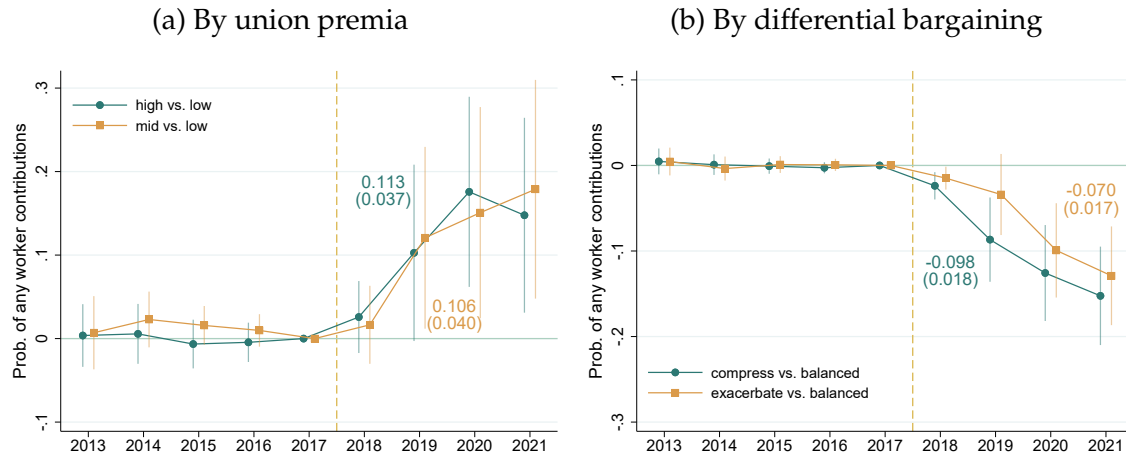 (a) By union premia
Prob. of any worker contributions
.3
.2
.1
0
-.1
high vs. low
mid vs. low
0.113
(0.037)
0.106
(0.040)
2013 2014 2015 2016 2017 2018 2019 2020 2021
(b) By differential bargaining
Prob. of any worker contributions
.1
0
-.1
-.2
-.3
-0.070
(0.017)
-0.098
(0.018)
compress vs. balanced
exacerbate vs. balanced
2013 2014 2015 2016 2017 2018 2019 2020 2021